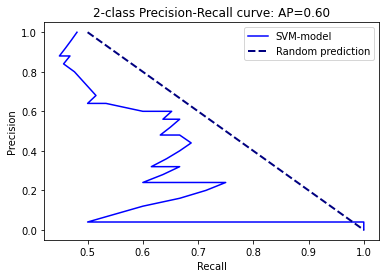 2-class Precision-Recall curve: AP=0.60
SVM-model
Random prediction
Precision
1.0
0.8
0.6
0.4
0.2
0.0
0.5 0.6 0.7 0.8 0.9 1.0
Recall